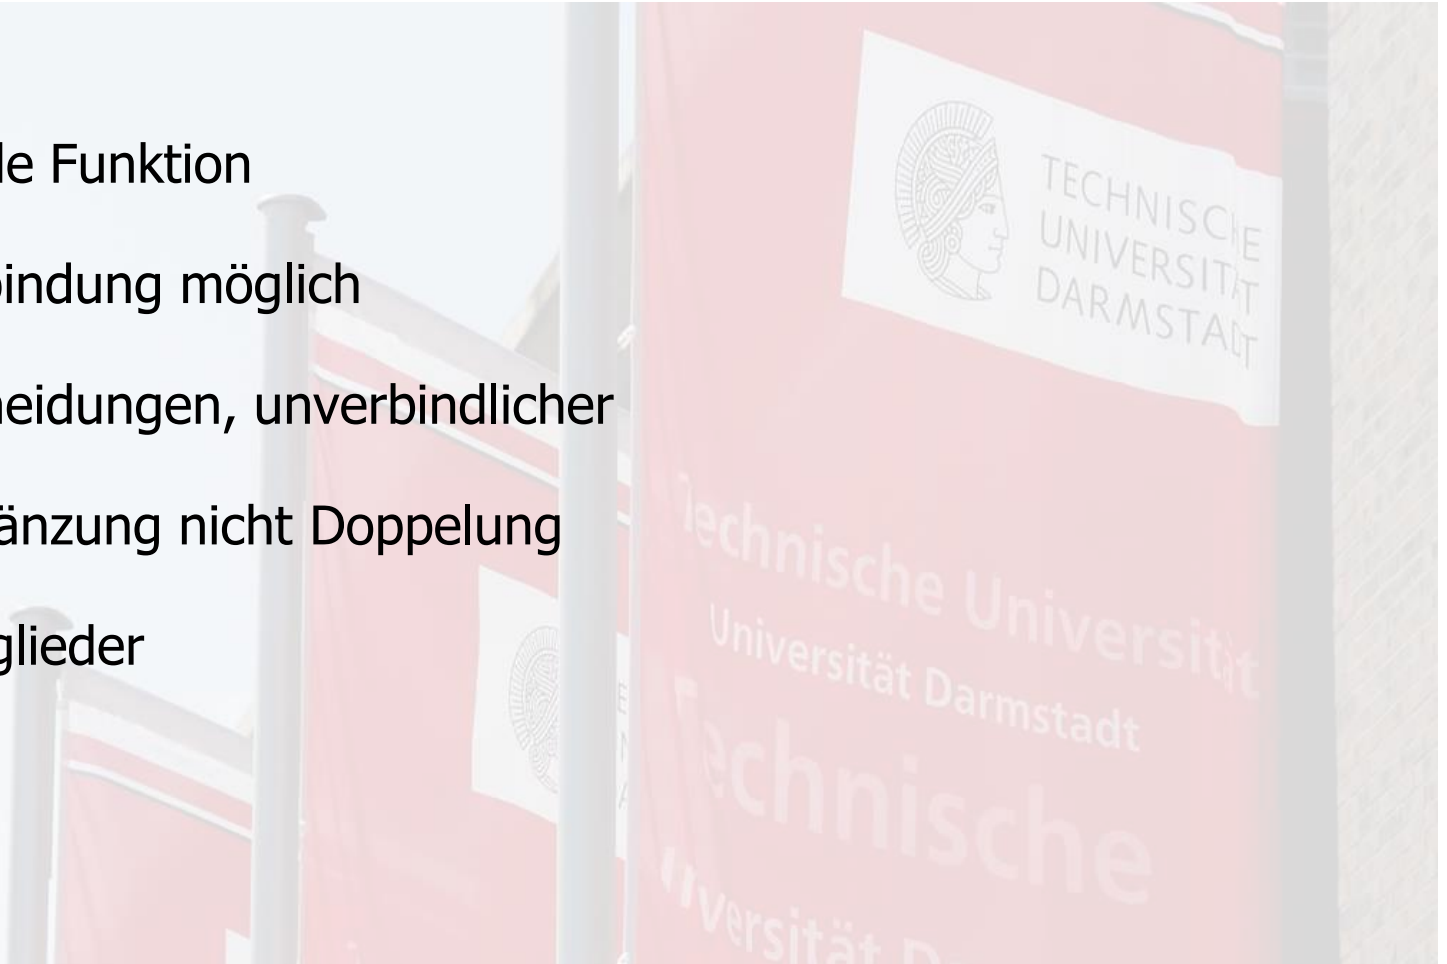 le Funktion
bindung möglich
heidungen, unverbindlicher
änzung nicht Doppelung
glieder
TECHNISCHE
UNIVERSITÄT
DARMSTADT
Technische Universität
Universität Darmstadt
Technische